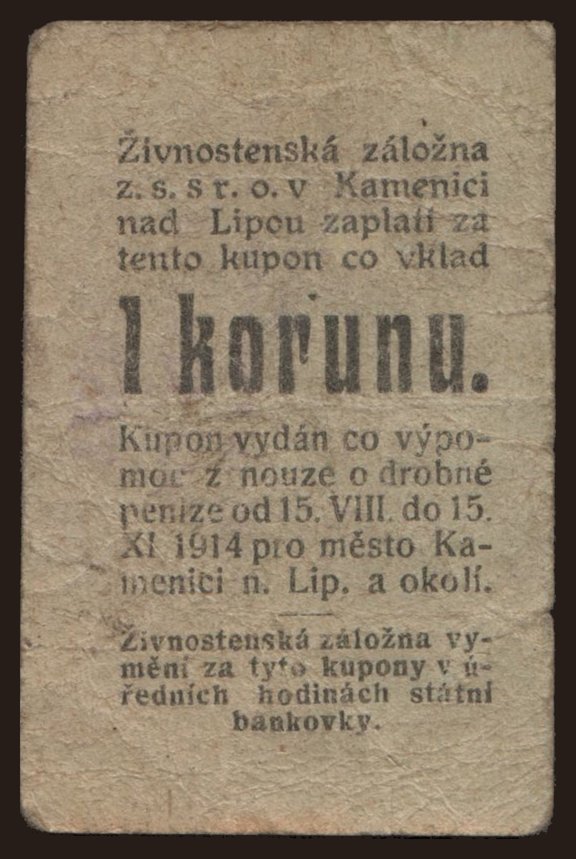 Živnostenská záložna
z. s. s r. o. v Kamenici
nad Lipou zaplatí za
tento kupon co vklad
1 korunu.
Kupon vydán co výpo-
moc z nouze o drobné
peníze od 15. VIII. do 15.
XI 1914 pro město Ka-
menici n. Lip. a okolí.
Živnostenská záložna vy-
mění za tyto kupony v ú-
ředních hodinách státní
bankovky.